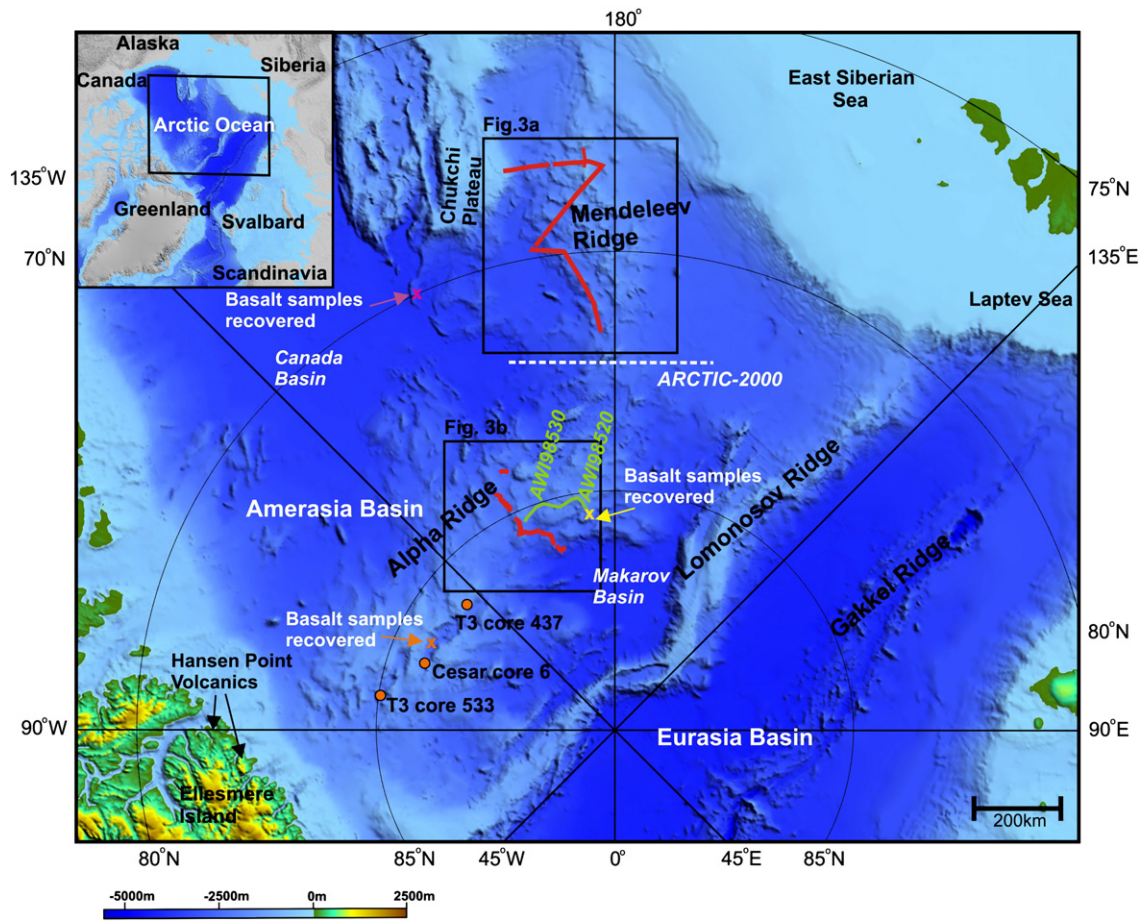 180°
Alaska
Siberia
Canada
Arctic Ocean
Greenland
Svalbard
Scandinavia
East Siberian
Sea
Fig.3a
Chukchi
Plateau
Mendeleev
Ridge
135°W
75°N
70°N
135°E
Laptev Sea
Basalt samples
recovered
Canada
Basin
ARCTIC-2000
Fig. 3b
AWI98530
AWI98520
Basalt samples
recovered
Amerasia Basin
Alpha Ridge
Lomonosov Ridge
Gakkel Ridge
Makarov
Basin
T3 core 437
Basalt samples
recovered
80°N
Cesar core 6
Hansen Point
Volcanics
T3 core 533
90°W
Eurasia Basin
90°E
Ellesmere
Island
200km
80°N
85°N
45°W
0°
45°E
85°N
-5000m
-2500m
0m
2500m